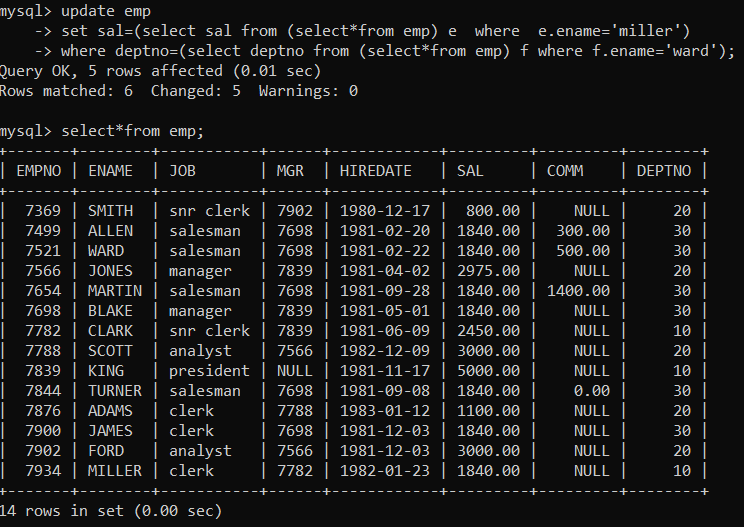 mysql> update emp
    -> set sal=(select sal from (select*from emp) e  where  e.ename='miller')
    -> where deptno=(select deptno from (select*from emp) f where f.ename='ward');
Query OK, 5 rows affected (0.01 sec)
Rows matched: 6  Changed: 5  Warnings: 0

mysql> select*from emp;
+-------+--------+-----------+------+------------+---------+---------+--------+
| EMPNO | ENAME  | JOB       | MGR  | HIREDATE   | SAL     | COMM    | DEPTNO |
+-------+--------+-----------+------+------------+---------+---------+--------+
|  7369 | SMITH  | snr clerk | 7902 | 1980-12-17 |  800.00 |    NULL |     20 |
|  7499 | ALLEN  | salesman  | 7698 | 1981-02-20 | 1840.00 |  300.00 |     30 |
|  7521 | WARD   | salesman  | 7698 | 1981-02-22 | 1840.00 |  500.00 |     30 |
|  7566 | JONES  | manager   | 7839 | 1981-04-02 | 2975.00 |    NULL |     20 |
|  7654 | MARTIN | salesman  | 7698 | 1981-09-28 | 1840.00 | 1400.00 |     30 |
|  7698 | BLAKE  | manager   | 7839 | 1981-05-01 | 1840.00 |    NULL |     30 |
|  7782 | CLARK  | snr clerk | 7839 | 1981-06-09 | 2450.00 |    NULL |     10 |
|  7788 | SCOTT  | analyst   | 7566 | 1982-12-09 | 3000.00 |    NULL |     20 |
|  7839 | KING   | president | NULL | 1981-11-17 | 5000.00 |    NULL |     10 |
|  7844 | TURNER | salesman  | 7698 | 1981-09-08 | 1840.00 |    0.00 |     30 |
|  7876 | ADAMS  | clerk     | 7788 | 1983-01-12 | 1100.00 |    NULL |     20 |
|  7900 | JAMES  | clerk     | 7698 | 1981-12-03 | 1840.00 |    NULL |     30 |
|  7902 | FORD   | analyst   | 7566 | 1981-12-03 | 3000.00 |    NULL |     20 |
|  7934 | MILLER | clerk     | 7782 | 1982-01-23 | 1840.00 |    NULL |     10 |
+-------+--------+-----------+------+------------+---------+---------+--------+
14 rows in set (0.00 sec)